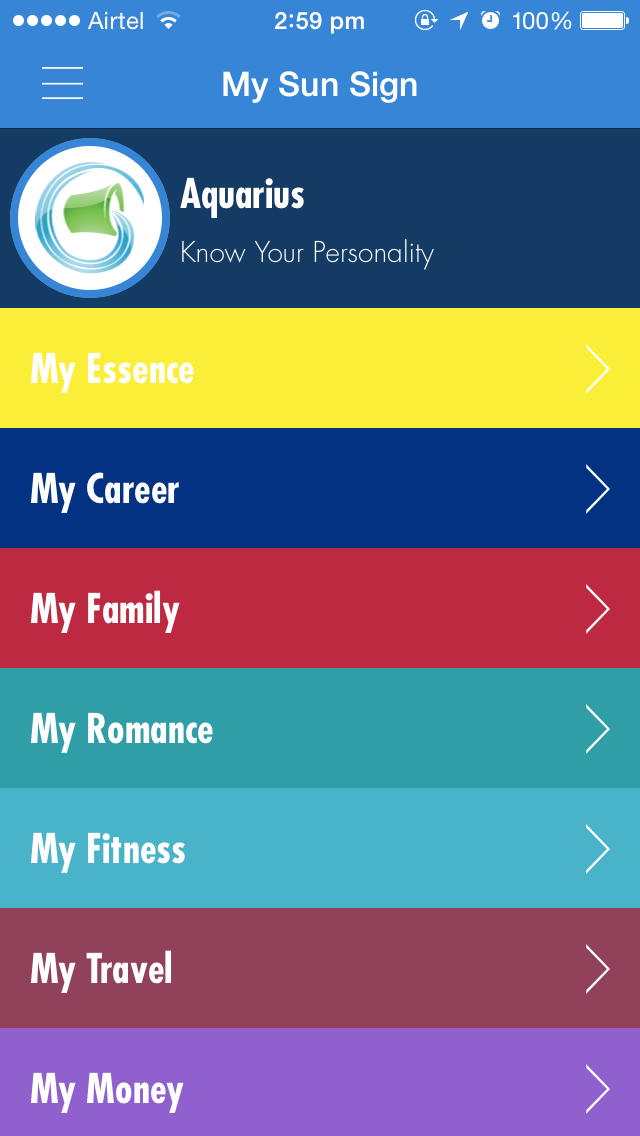 Airtel 2:59 pm 100%
My Sun Sign
Aquarius
Know Your Personality
My Essence
My Career
My Family
My Romance
My Fitness
My Travel
My Money